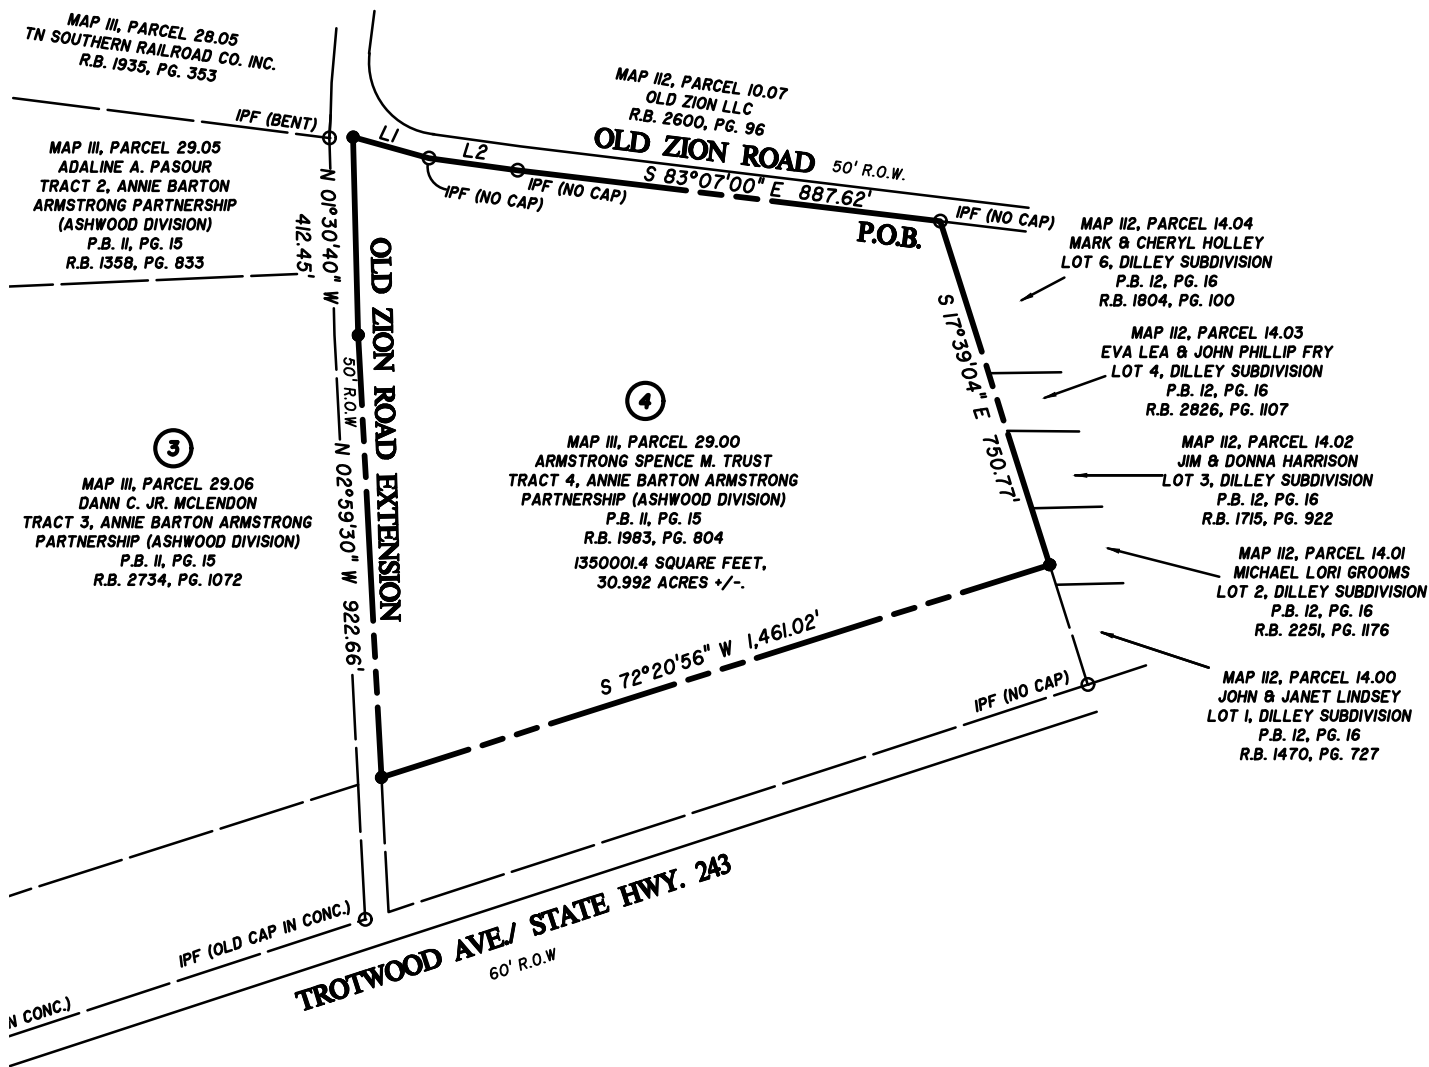 MAP 111, PARCEL 28.05
TN SOUTHERN RAILROAD CO. INC.
R.B. 1935, PG. 353
IPF (BENT)
MAP 111, PARCEL 29.05
ADALINE A. PASOUR
TRACT 2, ANNIE BARTON
ARMSTRONG PARTNERSHIP
(ASHWOOD DIVISION)
P.B. 11, PG. 15
R.B. 1358, PG. 833
MAP 112, PARCEL 10.07
OLD ZION LLC
R.B. 2600, PG. 96
OLD ZION ROAD 50' R.O.W.
L1
L2
IPF (NO CAP)
IPF (NO CAP)
S 83°07'00" E 887.62'
IPF (NO CAP)
P.O.B.
N 01°30'40" W
412.45'
OLD ZION ROAD EXTENSION
50' R.O.W
N 02°59'30" W 922.66'
S 17°39'04" E 750.77'
MAP 112, PARCEL 14.04
MARK & CHERYL HOLLEY
LOT 6, DILLEY SUBDIVISION
P.B. 12, PG. 16
R.B. 1804, PG. 100
MAP 112, PARCEL 14.03
EVA LEA & JOHN PHILLIP FRY
LOT 4, DILLEY SUBDIVISION
P.B. 12, PG. 16
R.B. 2826, PG. 1107
MAP 112, PARCEL 14.02
JIM & DONNA HARRISON
LOT 3, DILLEY SUBDIVISION
P.B. 12, PG. 16
R.B. 1715, PG. 922
MAP 112, PARCEL 14.01
MICHAEL LORI GROOMS
LOT 2, DILLEY SUBDIVISION
P.B. 12, PG. 16
R.B. 2251, PG. 1176
MAP 112, PARCEL 14.00
JOHN & JANET LINDSEY
LOT 1, DILLEY SUBDIVISION
P.B. 12, PG. 16
R.B. 1470, PG. 727
3
MAP 111, PARCEL 29.06
DANN C. JR. MCLENDON
TRACT 3, ANNIE BARTON ARMSTRONG
PARTNERSHIP (ASHWOOD DIVISION)
P.B. 11, PG. 15
R.B. 2734, PG. 1072
4
MAP 111, PARCEL 29.00
ARMSTRONG SPENCE M. TRUST
TRACT 4, ANNIE BARTON ARMSTRONG
PARTNERSHIP (ASHWOOD DIVISION)
P.B. 11, PG. 15
R.B. 1983, PG. 804
1350001.4 SQUARE FEET,
30.992 ACRES +/-.
S 72°20'56" W 1,461.02'
IPF (NO CAP)
IPF (OLD CAP IN CONC.)
N CONC.)
TROTWOOD AVE./ STATE HWY. 243
60' R.O.W